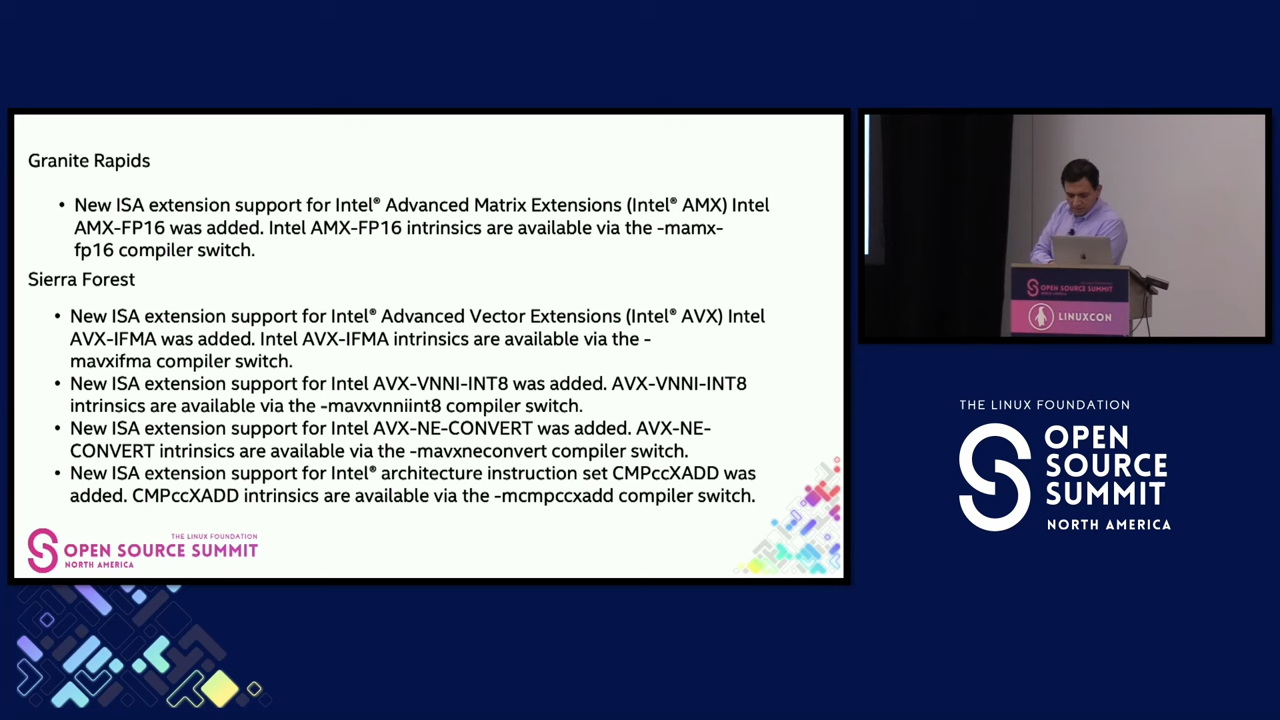 Granite Rapids
• New ISA extension support for Intel® Advanced Matrix Extensions (Intel® AMX) Intel
AMX-FP16 was added. Intel AMX-FP16 intrinsics are available via the -mamx-
fp16 compiler switch.
Sierra Forest
• New ISA extension support for Intel® Advanced Vector Extensions (Intel® AVX) Intel
AVX-IFMA was added. Intel AVX-IFMA intrinsics are available via the -
mavxifma compiler switch.
• New ISA extension support for Intel AVX-VNNI-INT8 was added. AVX-VNNI-INT8
intrinsics are available via the -mavxvnniint8 compiler switch.
• New ISA extension support for Intel AVX-NE-CONVERT was added. AVX-NE-
CONVERT intrinsics are available via the -mavxneconvert compiler switch.
• New ISA extension support for Intel® architecture instruction set CMPccXADD was
added. CMPccXADD intrinsics are available via the -mcmpccxadd compiler switch.
THE LINUX FOUNDATION
OPEN SOURCE SUMMIT
NORTH AMERICA
OPEN SOURCE SUMMIT
NORTH AMERICA
LINUXCON
THE LINUX FOUNDATION
OPEN
SOURCE
SUMMIT
NORTH AMERICA